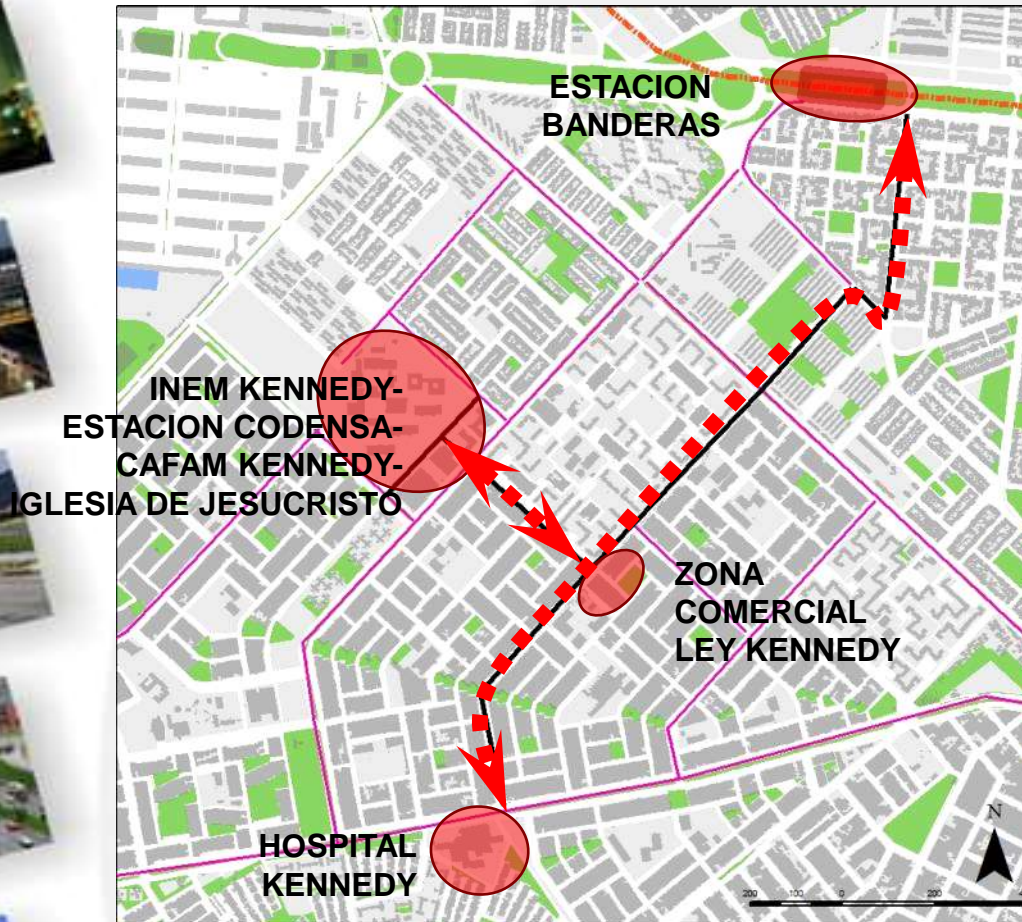 ESTACION
BANDERAS
INEM KENNEDY-
ESTACION CODENSA-
CAFAM KENNEDY-
IGLESIA DE JESUCRISTO
ZONA
COMERCIAL
LEY KENNEDY
HOSPITAL
KENNEDY
N
200 100 0 200